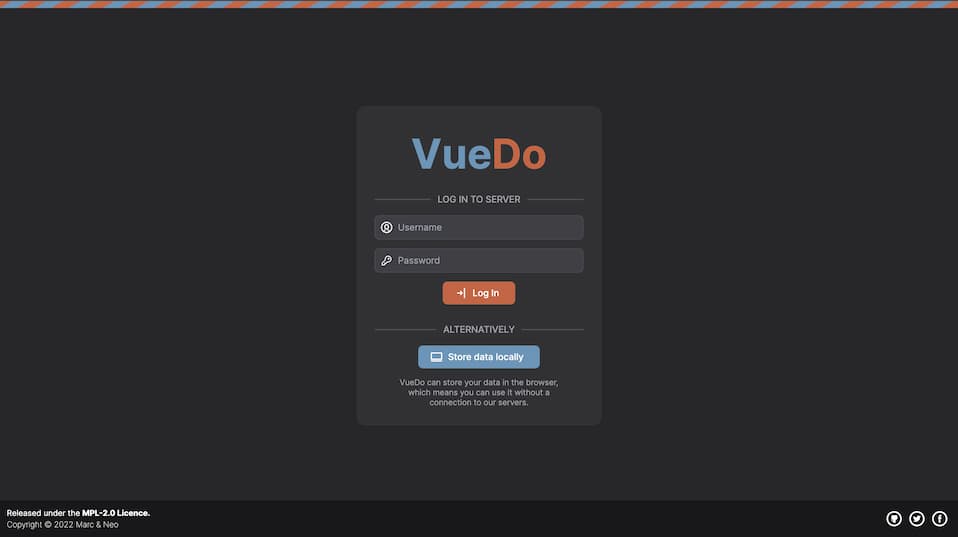 VueDo
LOG IN TO SERVER
Username
Password
Log In
ALTERNATIVELY
Store data locally
VueDo can store your data in the browser,
which means you can use it without a
connection to our servers.
Released under the MPL-2.0 Licence.
Copyright © 2022 Marc & Neo